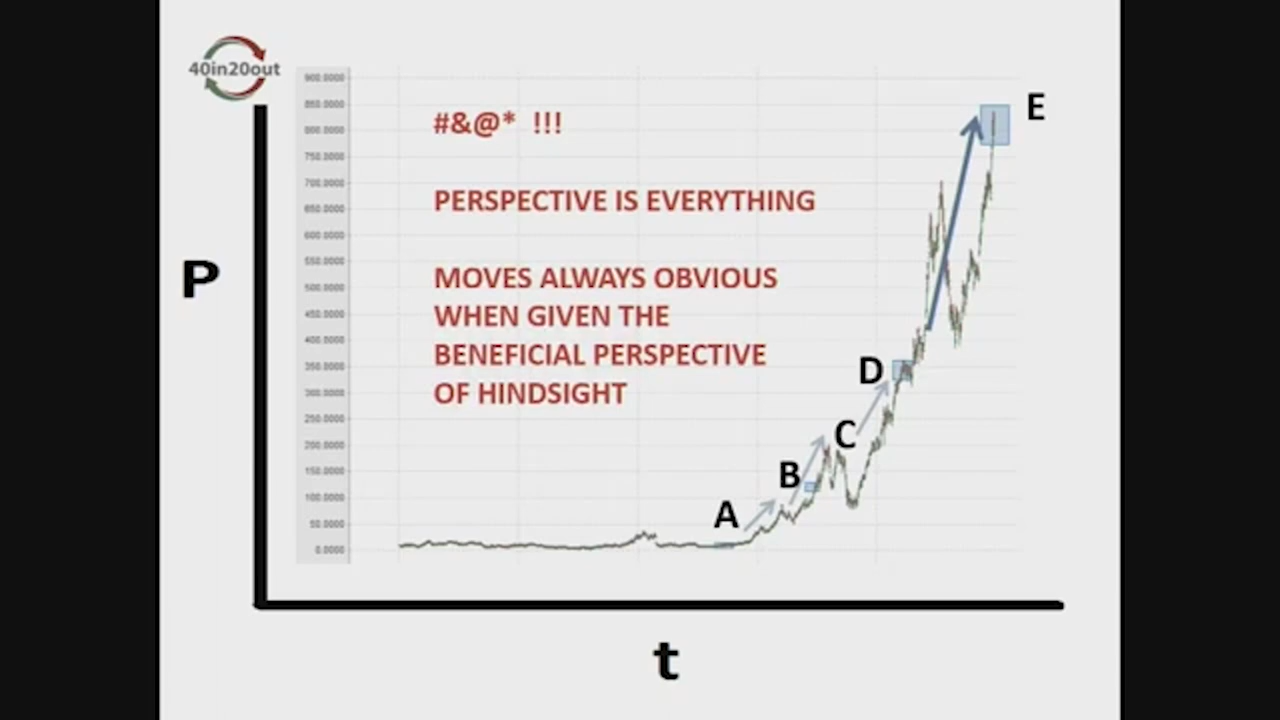 40in20out
900.0000
850.0000
800.0000
750.0000
700.0000
650.0000
600.0000
550.0000
500.0000
450.0000
400.0000
350.0000
300.0000
250.0000
200.0000
150.0000
100.0000
50.0000
0.0000
#&@* !!!
PERSPECTIVE IS EVERYTHING
MOVES ALWAYS OBVIOUS
WHEN GIVEN THE
BENEFICIAL PERSPECTIVE
OF HINDSIGHT
E
D
C
B
A
P
t